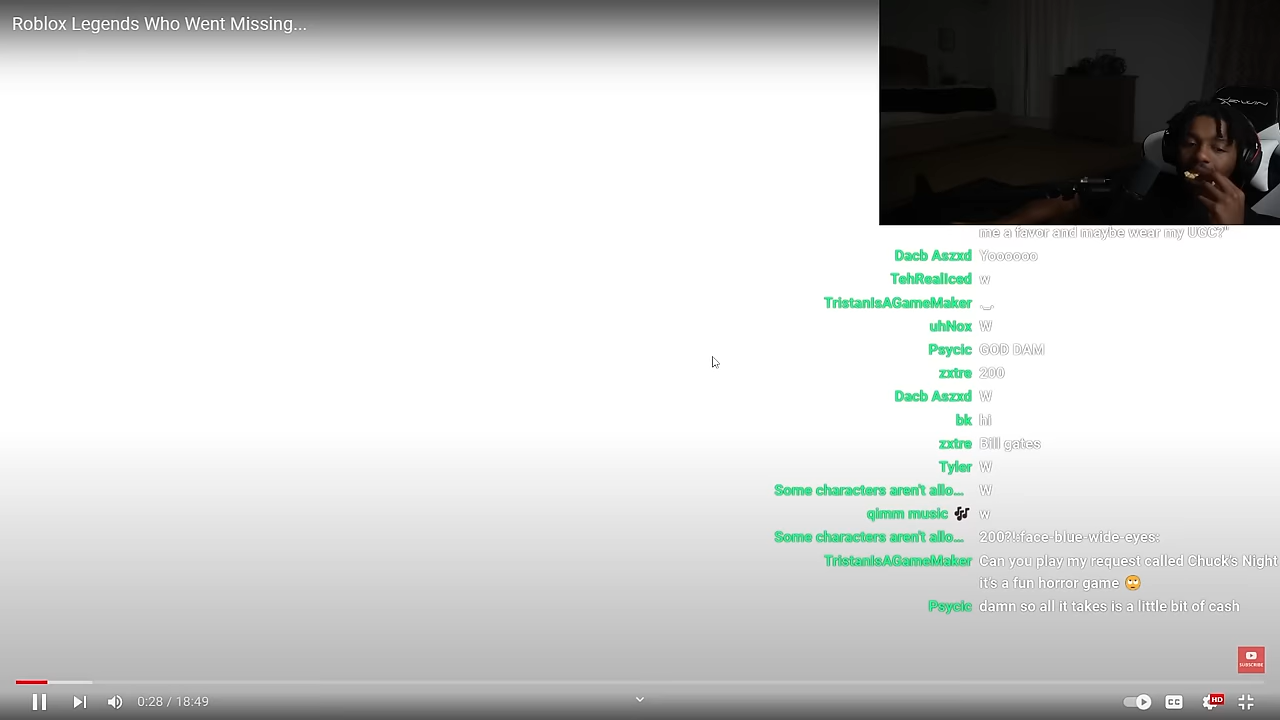 Roblox Legends Who Went Missing...
me a favor and maybe wear my UGC?"
Dacb Aszxd Yoooooo
TehRealIced w
TristanIsAGameMaker ._.
uhNox W
Psycic GOD DAM
zxtre 200
Dacb Aszxd W
bk hi
zxtre Bill gates
Tyler W
Some characters aren't allo... W
qimm music 🎶 w
Some characters aren't allo... 200?!:face-blue-wide-eyes:
TristanIsAGameMaker Can you play my request called Chuck's Night
it's a fun horror game 🙄
Psycic damn so all it takes is a little bit of cash
SUBSCRIBE
0:28 / 18:49
CC
HD